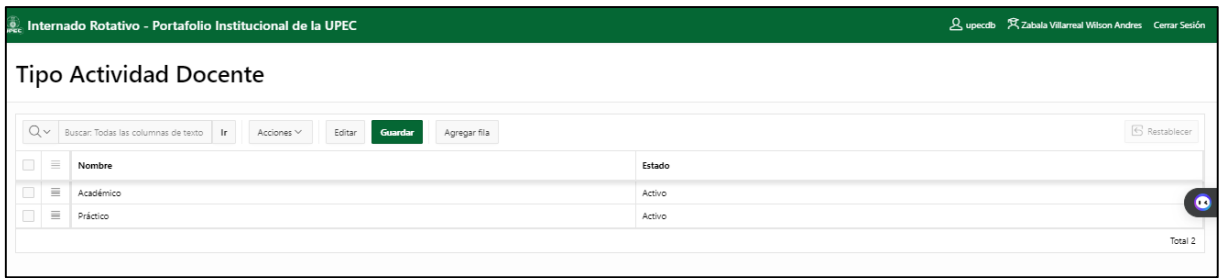 UPEC Internado Rotativo - Portafolio Institucional de la UPEC upecdb Zabala Villarreal Wilson Andres Cerrar Sesión
Tipo Actividad Docente
Buscar: Todas las columnas de texto Ir Acciones Editar Guardar Agregar fila Restablecer
Nombre Estado
Académico Activo
Práctico Activo
Total 2